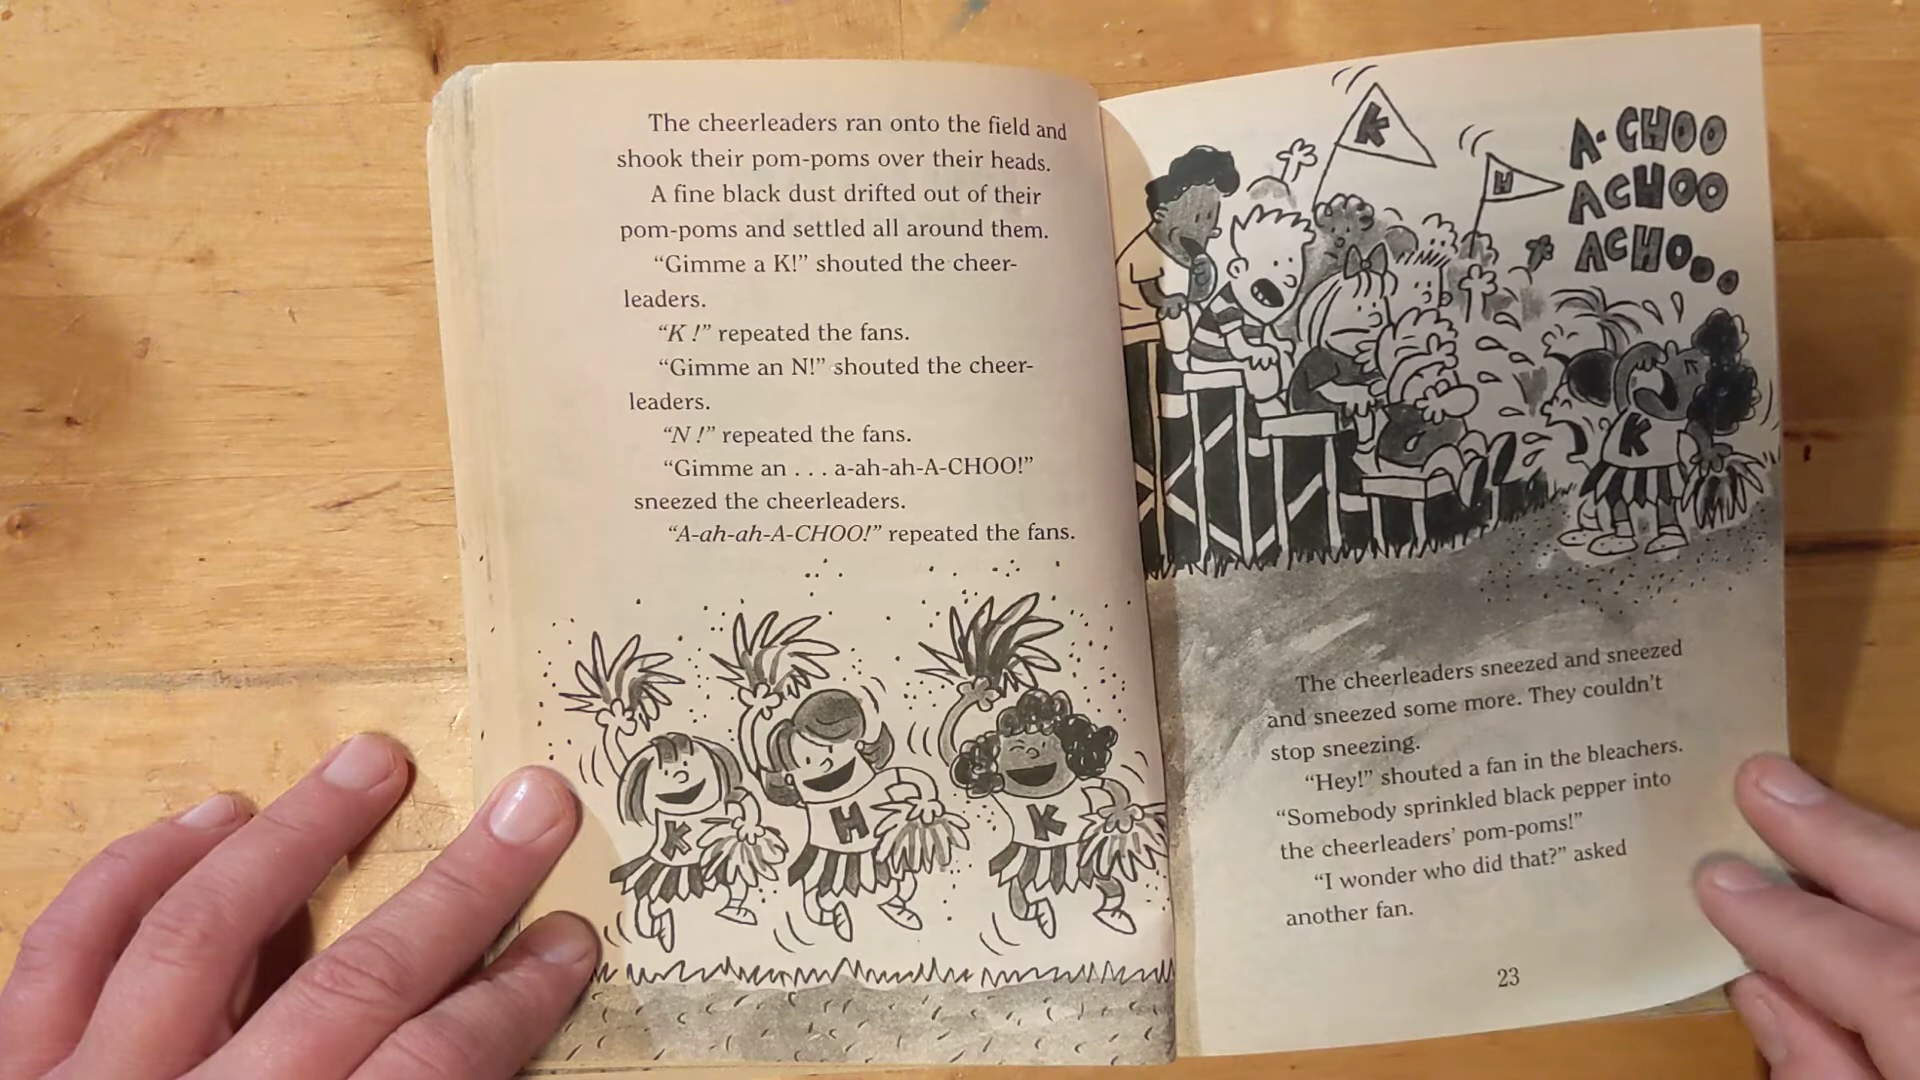 The cheerleaders ran onto the field and
shook their pom-poms over their heads.
A fine black dust drifted out of their
pom-poms and settled all around them.
“Gimme a K!” shouted the cheer-
leaders.
“K !” repeated the fans.
“Gimme an N!” shouted the cheer-
leaders.
“N !” repeated the fans.
“Gimme an . . . a-ah-ah-A-CHOO!”
sneezed the cheerleaders.
“A-ah-ah-A-CHOO!” repeated the fans.
K
H
K
K
H
A-CHOO
ACHOO
ACHO...
K
The cheerleaders sneezed and sneezed
and sneezed some more. They couldn’t
stop sneezing.
“Hey!” shouted a fan in the bleachers.
“Somebody sprinkled black pepper into
the cheerleaders’ pom-poms!”
“I wonder who did that?” asked
another fan.
23